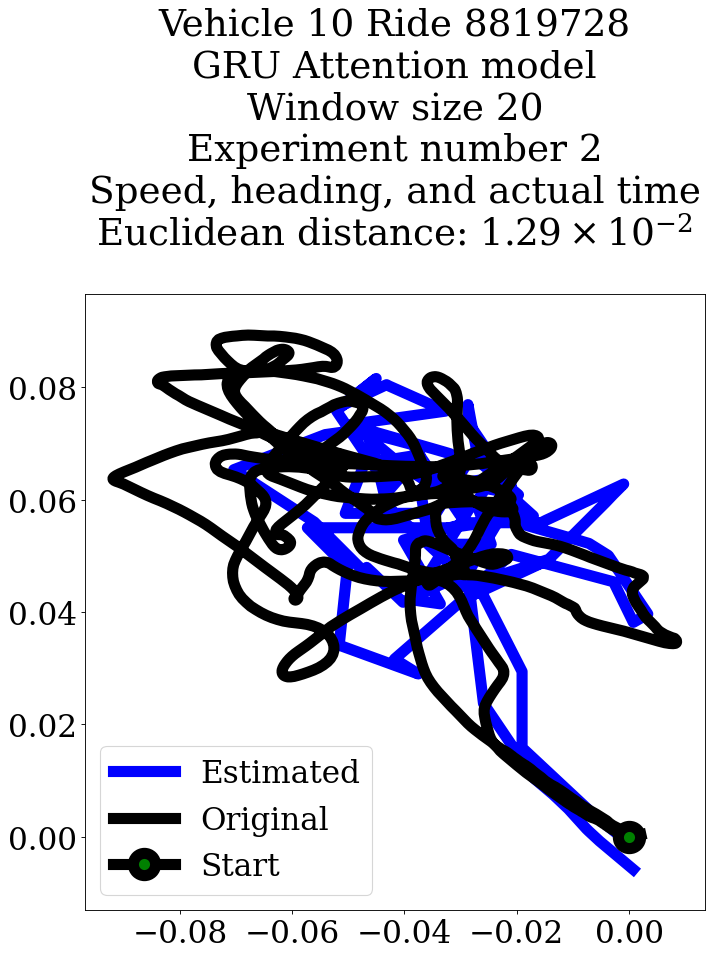 Vehicle 10 Ride 8819728
GRU Attention model
Window size 20
Experiment number 2
Speed, heading, and actual time
Euclidean distance: 1.29 × 10⁻²
0.08
0.06
0.04
0.02
0.00
Estimated
Original
Start
−0.08 −0.06 −0.04 −0.02 0.00